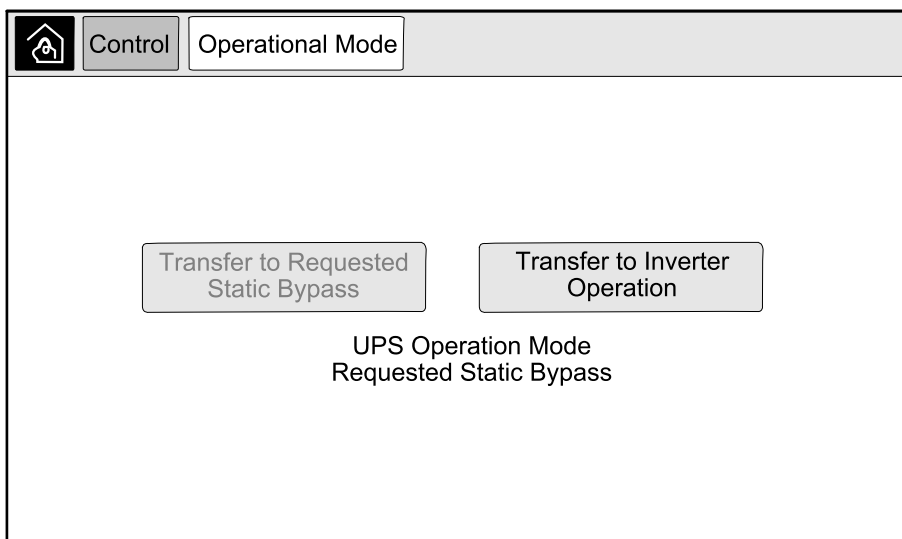 Control
Operational Mode
Transfer to Requested
Static Bypass
Transfer to Inverter
Operation
UPS Operation Mode
Requested Static Bypass